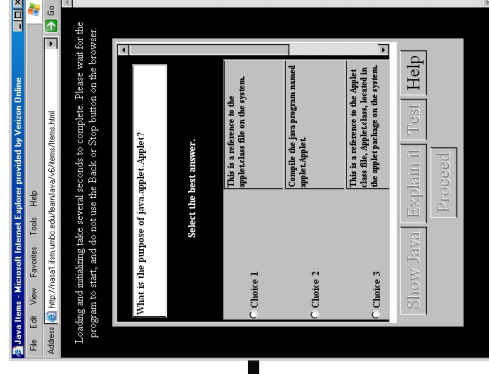 Java Items - Microsoft Internet Explorer provided by Verizon Online
File Edit View Favorites Tools Help
Address http://nasa1.ifsm.umbc.edu/learnJava/v6/items/Items.html Go
Loading and initializing take several seconds to complete. Please wait for the
program to start, and do not use the Back or Stop button on the browser.
What is the purpose of java.applet.Applet?
Select the best answer.
Choice 1
This is a reference to the
applet.class file on the system.
Choice 2
Compile the java program named
applet.Applet.
Choice 3
This is a reference to the Applet
class file, Applet.class, located in
the applet package on the system.
Show Java Explain it Test Help
Proceed